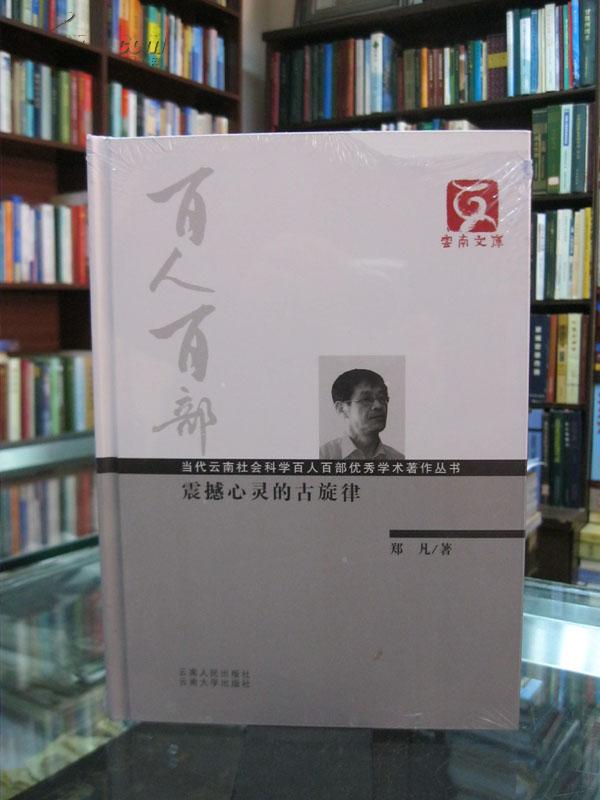 百人百部
雲南文庫
当代云南社会科学百人百部优秀学术著作丛书
震撼心灵的古旋律
郑 凡/著
云南人民出版社
云南大学出版社